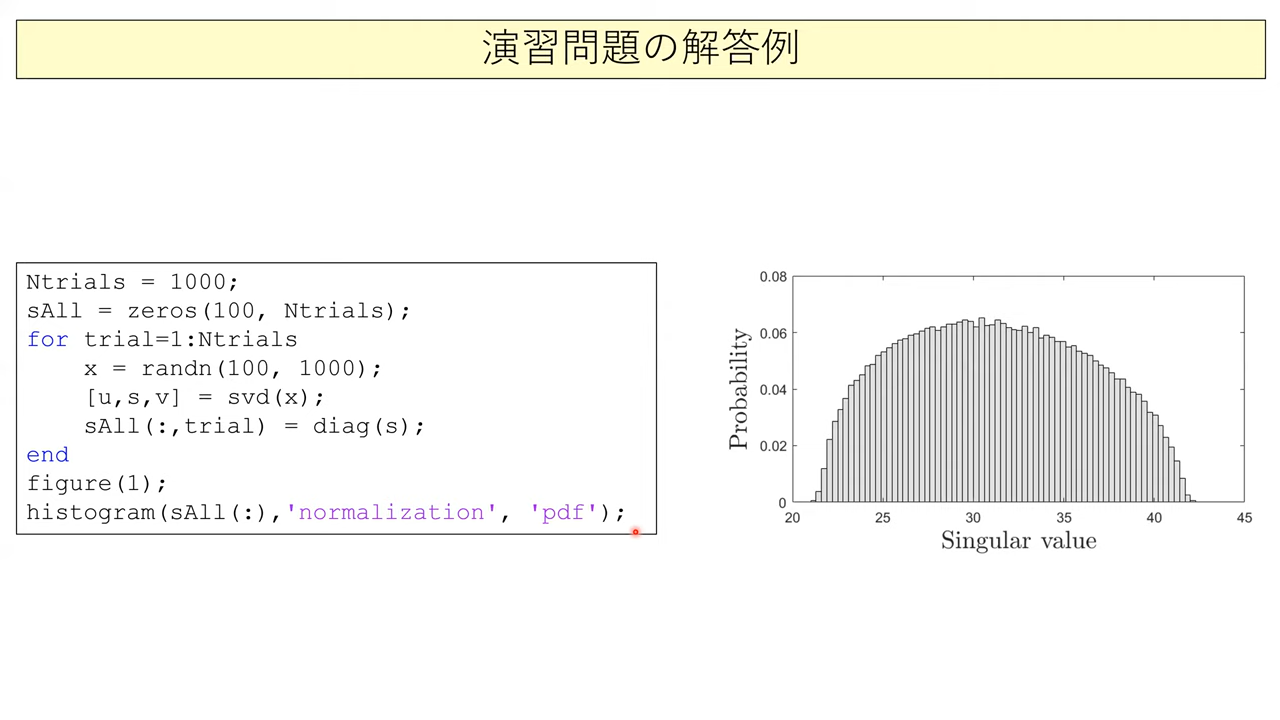 演習問題の解答例
Ntrials = 1000;
sAll = zeros(100, Ntrials);
for trial=1:Ntrials
    x = randn(100, 1000);
    [u,s,v] = svd(x);
    sAll(:,trial) = diag(s);
end
figure(1);
histogram(sAll(:),'normalization', 'pdf');
0.08
0.06
0.04
0.02
0
Probability
20 25 30 35 40 45
Singular value